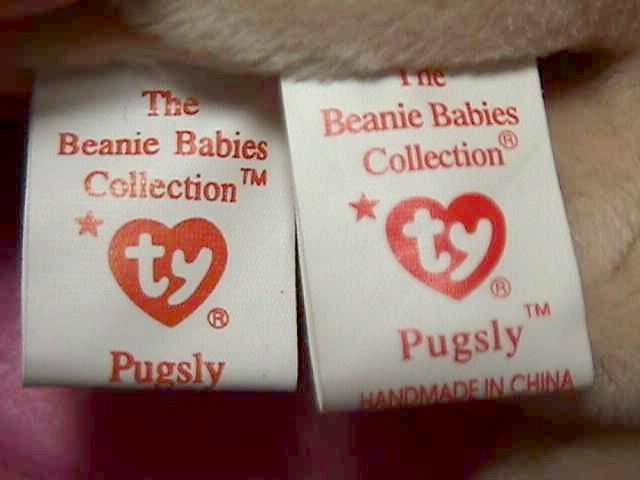 The
Beanie Babies
Collection™
ty®
Pugsly
The
Beanie Babies
Collection®
ty®
Pugsly™
HANDMADE IN CHINA